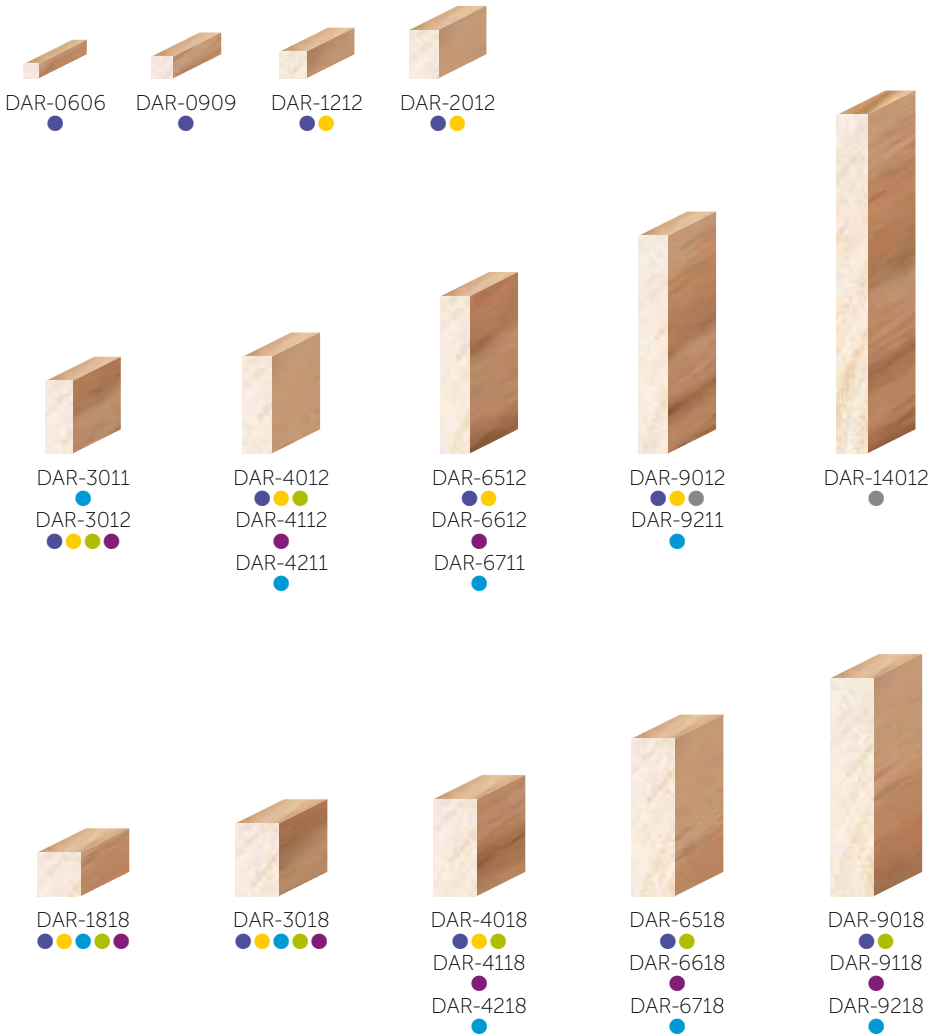 DAR-0606 DAR-0909 DAR-1212 DAR-2012
DAR-3011 DAR-4012 DAR-6512 DAR-9012 DAR-14012
DAR-3012 DAR-4112 DAR-6612 DAR-9211
DAR-4211 DAR-6711
DAR-1818 DAR-3018 DAR-4018 DAR-6518 DAR-9018
DAR-4118 DAR-6618 DAR-9118
DAR-4218 DAR-6718 DAR-9218